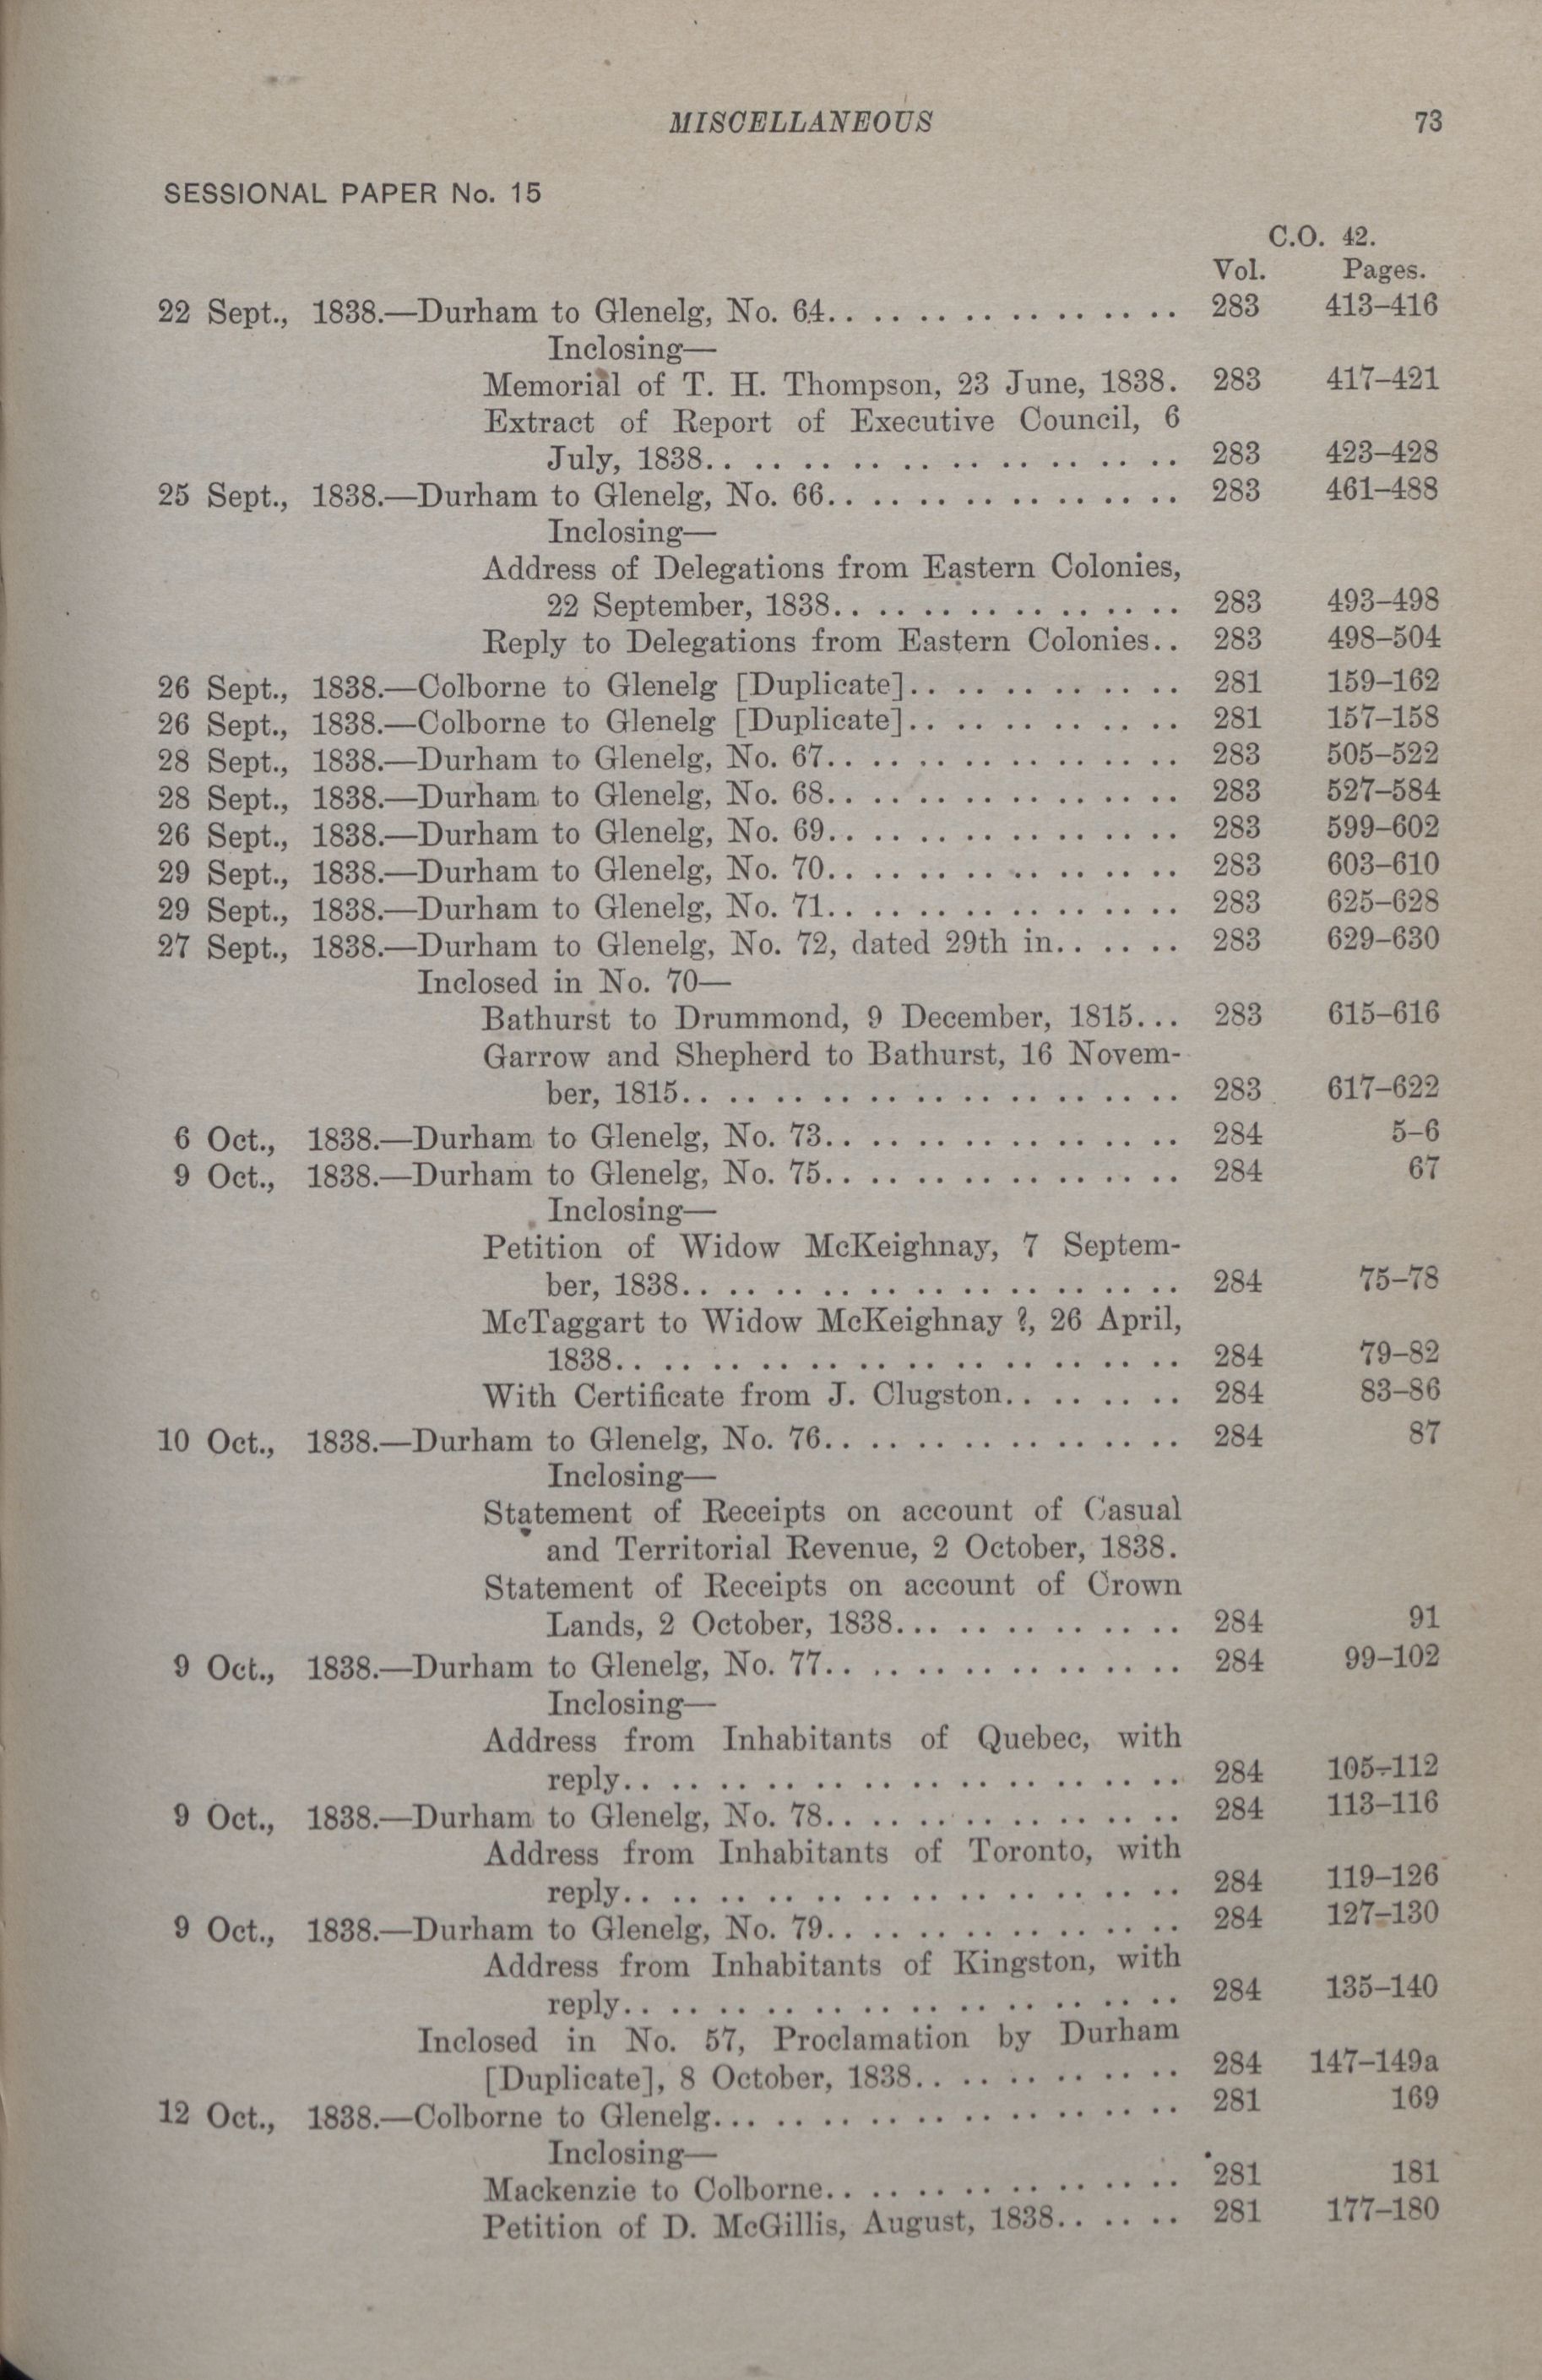 MISCELLANEOUS 73
SESSIONAL PAPER No. 15
C.O. 42.
Vol. Pages.
22 Sept., 1838.—Durham to Glenelg, No. 64. . . . . . . . . . . . . . . . 283 413–416
Inclosing—
Memorial of T. H. Thompson, 23 June, 1838. 283 417–421
Extract of Report of Executive Council, 6
July, 1838. . . . . . . . . . . . . . . . . . . . . 283 423–428
25 Sept., 1838.—Durham to Glenelg, No. 66. . . . . . . . . . . . . . . . 283 461–488
Inclosing—
Address of Delegations from Eastern Colonies,
22 September, 1838. . . . . . . . . . . . . . . . 283 493–498
Reply to Delegations from Eastern Colonies. . 283 498–504
26 Sept., 1838.—Colborne to Glenelg [Duplicate]. . . . . . . . . . . . 281 159–162
26 Sept., 1838.—Colborne to Glenelg [Duplicate]. . . . . . . . . . . . 281 157–158
28 Sept., 1838.—Durham to Glenelg, No. 67. . . . . . . . . . . . . . . . 283 505–522
28 Sept., 1838.—Durham to Glenelg, No. 68. . . . . . . . . . . . . . . . 283 527–584
26 Sept., 1838.—Durham to Glenelg, No. 69. . . . . . . . . . . . . . . . 283 599–602
29 Sept., 1838.—Durham to Glenelg, No. 70. . . . . . . . . . . . . . . . 283 603–610
29 Sept., 1838.—Durham to Glenelg, No. 71. . . . . . . . . . . . . . . . 283 625–628
27 Sept., 1838.—Durham to Glenelg, No. 72, dated 29th in. . . . . . 283 629–630
Inclosed in No. 70—
Bathurst to Drummond, 9 December, 1815. . . 283 615–616
Garrow and Shepherd to Bathurst, 16 Novem-
ber, 1815. . . . . . . . . . . . . . . . . . . . . . 283 617–622
6 Oct., 1838.—Durham to Glenelg, No. 73. . . . . . . . . . . . . . . . 284 5–6
9 Oct., 1838.—Durham to Glenelg, No. 75. . . . . . . . . . . . . . . . 284 67
Inclosing—
Petition of Widow McKeighnay, 7 Septem-
ber, 1838. . . . . . . . . . . . . . . . . . . . . . 284 75–78
McTaggart to Widow McKeighnay ?, 26 April,
1838. . . . . . . . . . . . . . . . . . . . . . . . 284 79–82
With Certificate from J. Clugston. . . . . . . . 284 83–86
10 Oct., 1838.—Durham to Glenelg, No. 76. . . . . . . . . . . . . . . . 284 87
Inclosing—
Statement of Receipts on account of Casual
and Territorial Revenue, 2 October, 1838.
Statement of Receipts on account of Crown
Lands, 2 October, 1838. . . . . . . . . . . . . . 284 91
9 Oct., 1838.—Durham to Glenelg, No. 77. . . . . . . . . . . . . . . . 284 99–102
Inclosing—
Address from Inhabitants of Quebec, with
reply. . . . . . . . . . . . . . . . . . . . . . . . 284 105–112
9 Oct., 1838.—Durham to Glenelg, No. 78. . . . . . . . . . . . . . . . 284 113–116
Address from Inhabitants of Toronto, with
reply. . . . . . . . . . . . . . . . . . . . . . . . 284 119–126
9 Oct., 1838.—Durham to Glenelg, No. 79. . . . . . . . . . . . . . . . 284 127–130
Address from Inhabitants of Kingston, with
reply. . . . . . . . . . . . . . . . . . . . . . . . 284 135–140
Inclosed in No. 57, Proclamation by Durham
[Duplicate], 8 October, 1838. . . . . . . . . . . . 284 147–149a
12 Oct., 1838.—Colborne to Glenelg. . . . . . . . . . . . . . . . . . . . . 281 169
Inclosing—
Mackenzie to Colborne. . . . . . . . . . . . . . . . 281 181
Petition of D. McGillis, August, 1838. . . . . . 281 177–180